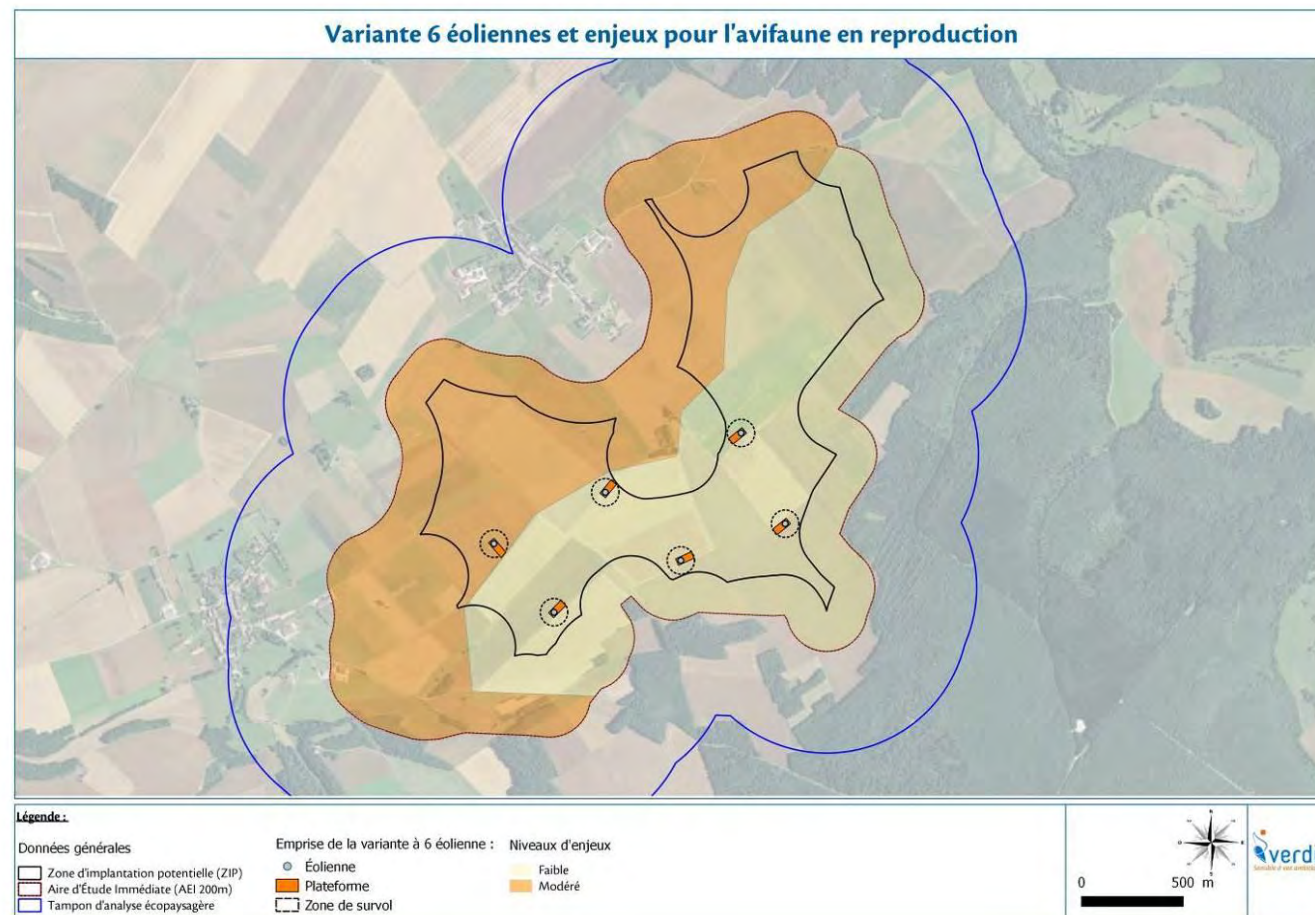 Variante 6 éoliennes et enjeux pour l'avifaune en reproduction
Légende :
Données générales
Zone d'implantation potentielle (ZIP)
Aire d'Étude Immédiate (AEI 200m)
Tampon d'analyse écopaysagère
Emprise de la variante à 6 éolienne :
Éolienne
Plateforme
Zone de survol
Niveaux d'enjeux
Faible
Modéré
0 500 m
verdi